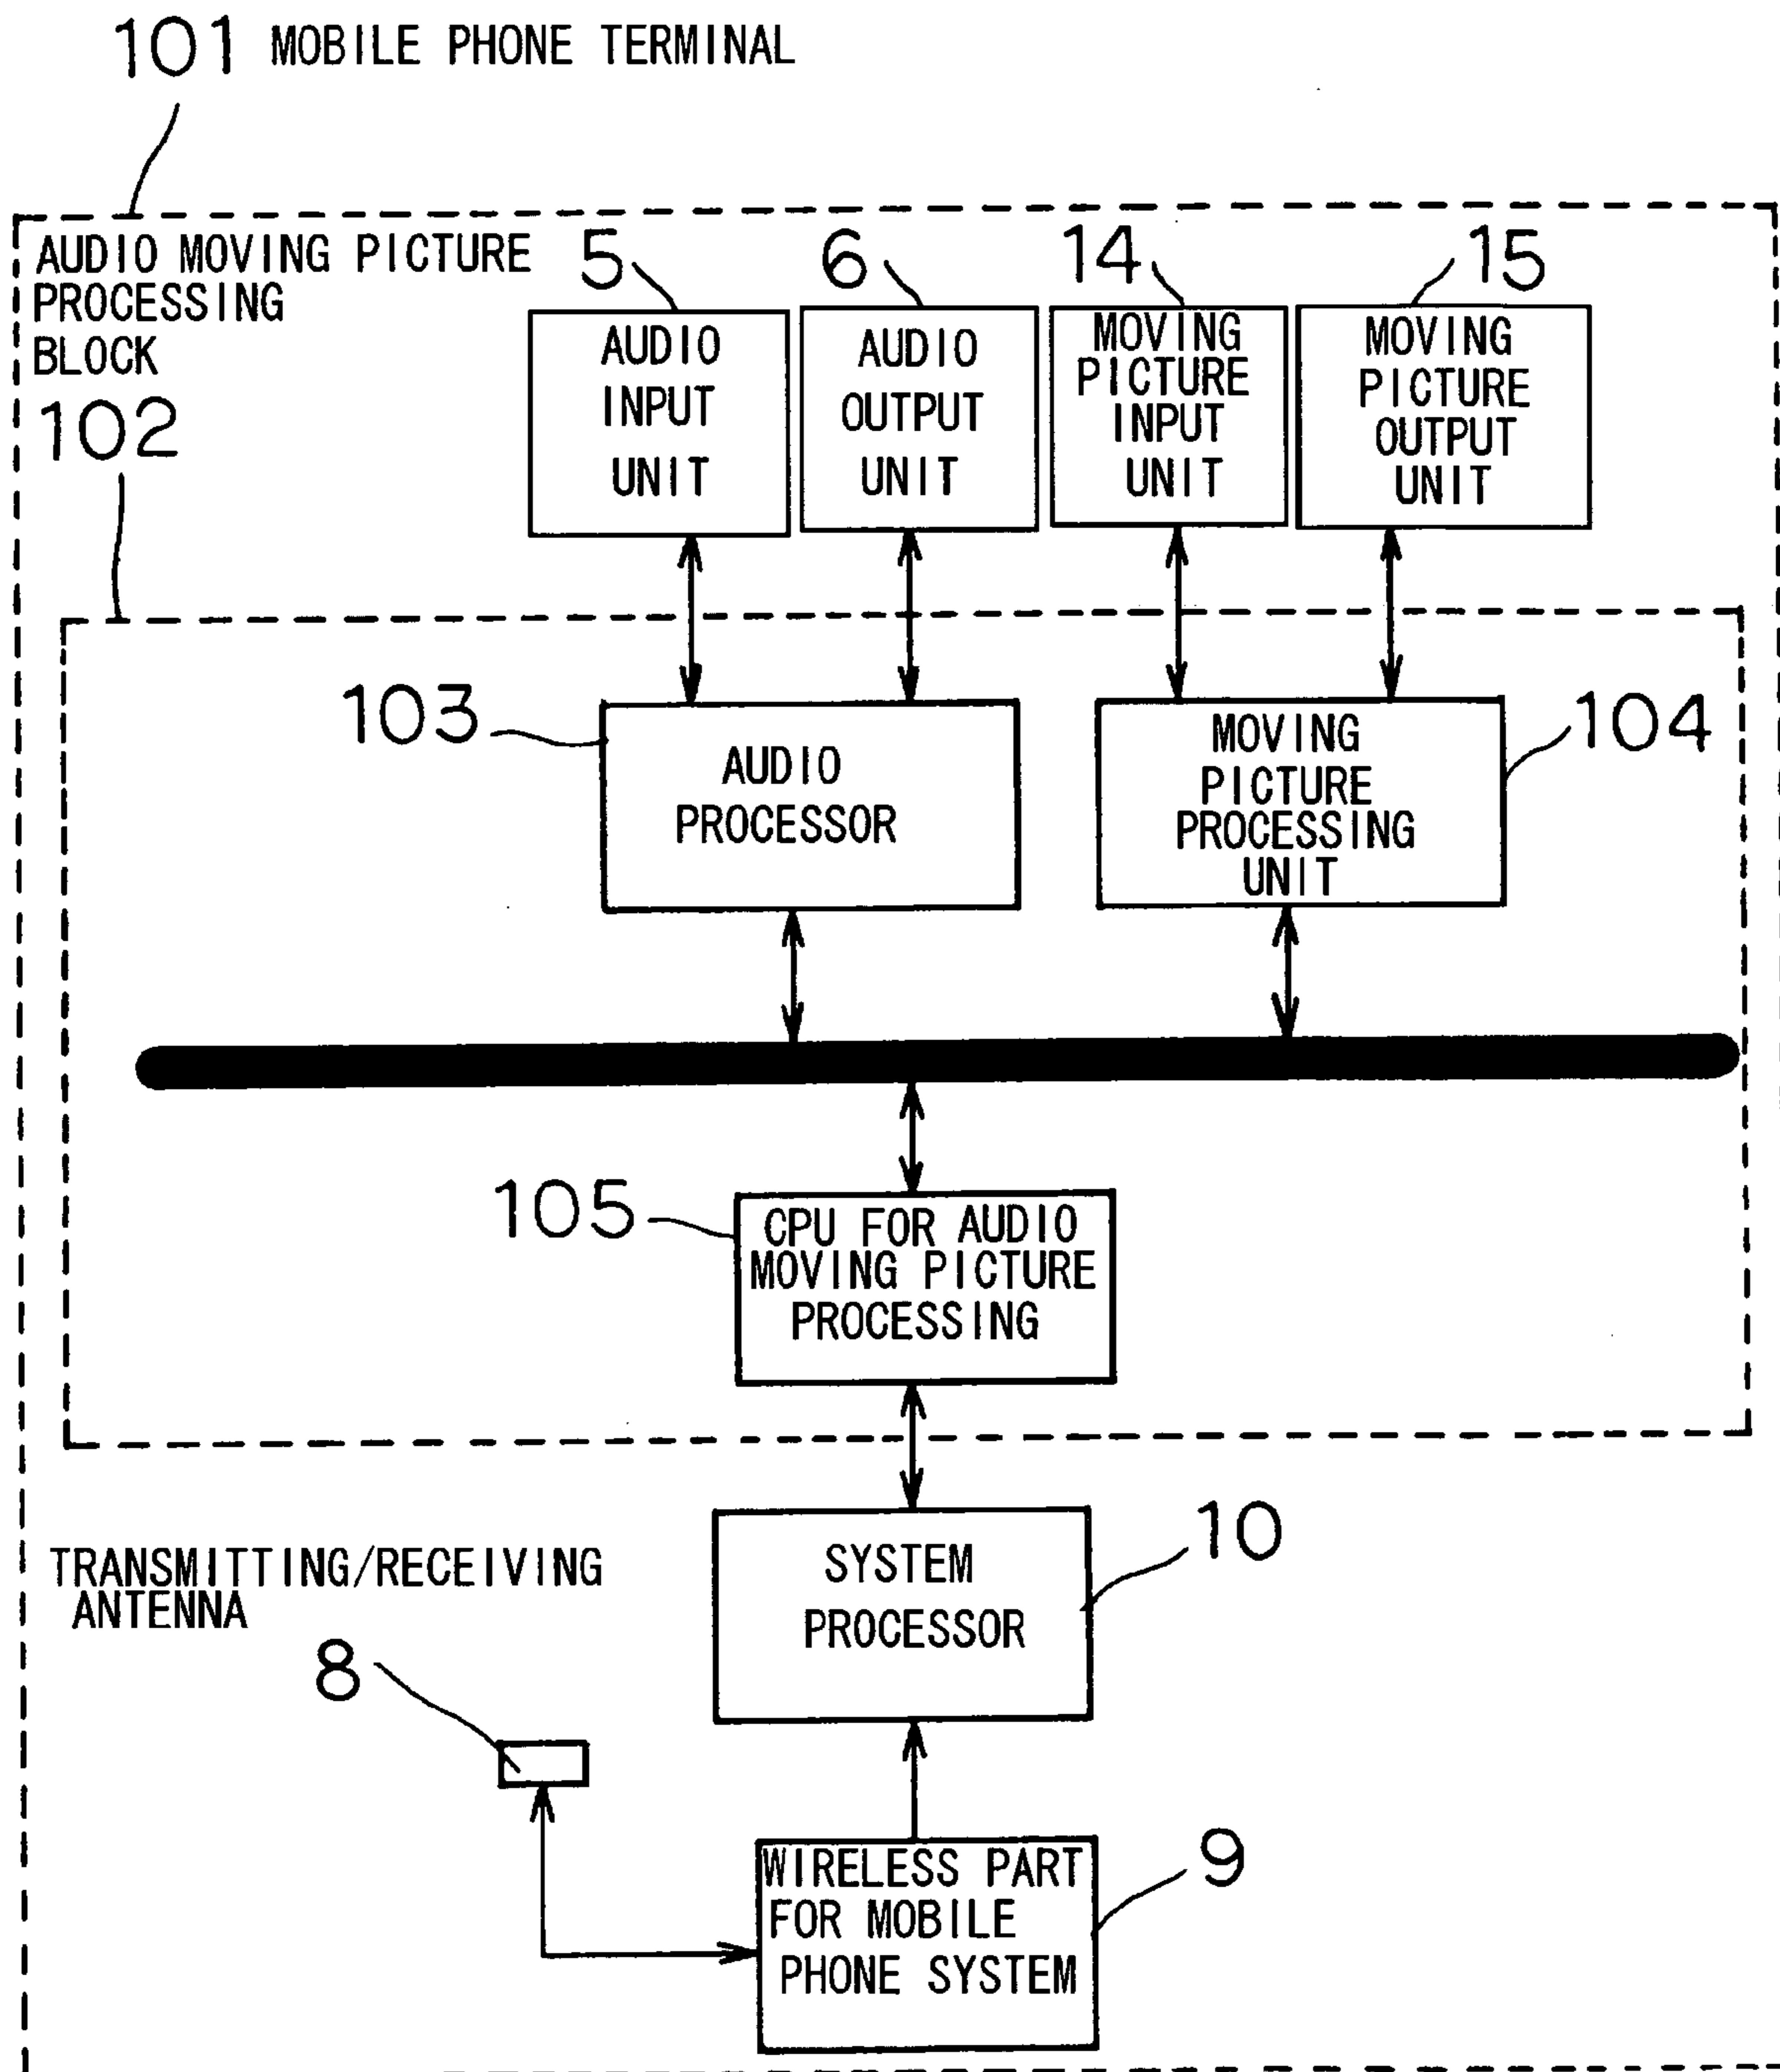 101 MOBILE PHONE TERMINAL
AUDIO MOVING PICTURE
PROCESSING
BLOCK
102
5
6
14
15
AUDIO
INPUT
UNIT
AUDIO
OUTPUT
UNIT
MOVING
PICTURE
INPUT
UNIT
MOVING
PICTURE
OUTPUT
UNIT
103
AUDIO
PROCESSOR
MOVING
PICTURE
PROCESSING
UNIT
104
105
CPU FOR AUDIO
MOVING PICTURE
PROCESSING
SYSTEM
PROCESSOR
10
TRANSMITTING/RECEIVING
ANTENNA
8
WIRELESS PART
FOR MOBILE
PHONE SYSTEM
9